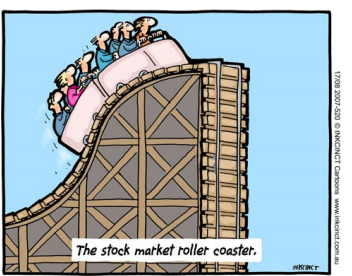 The stock market roller coaster.
INKCINCT
17/08 2007-520 © INKCINCT Cartoons www.inkcinct.com.au